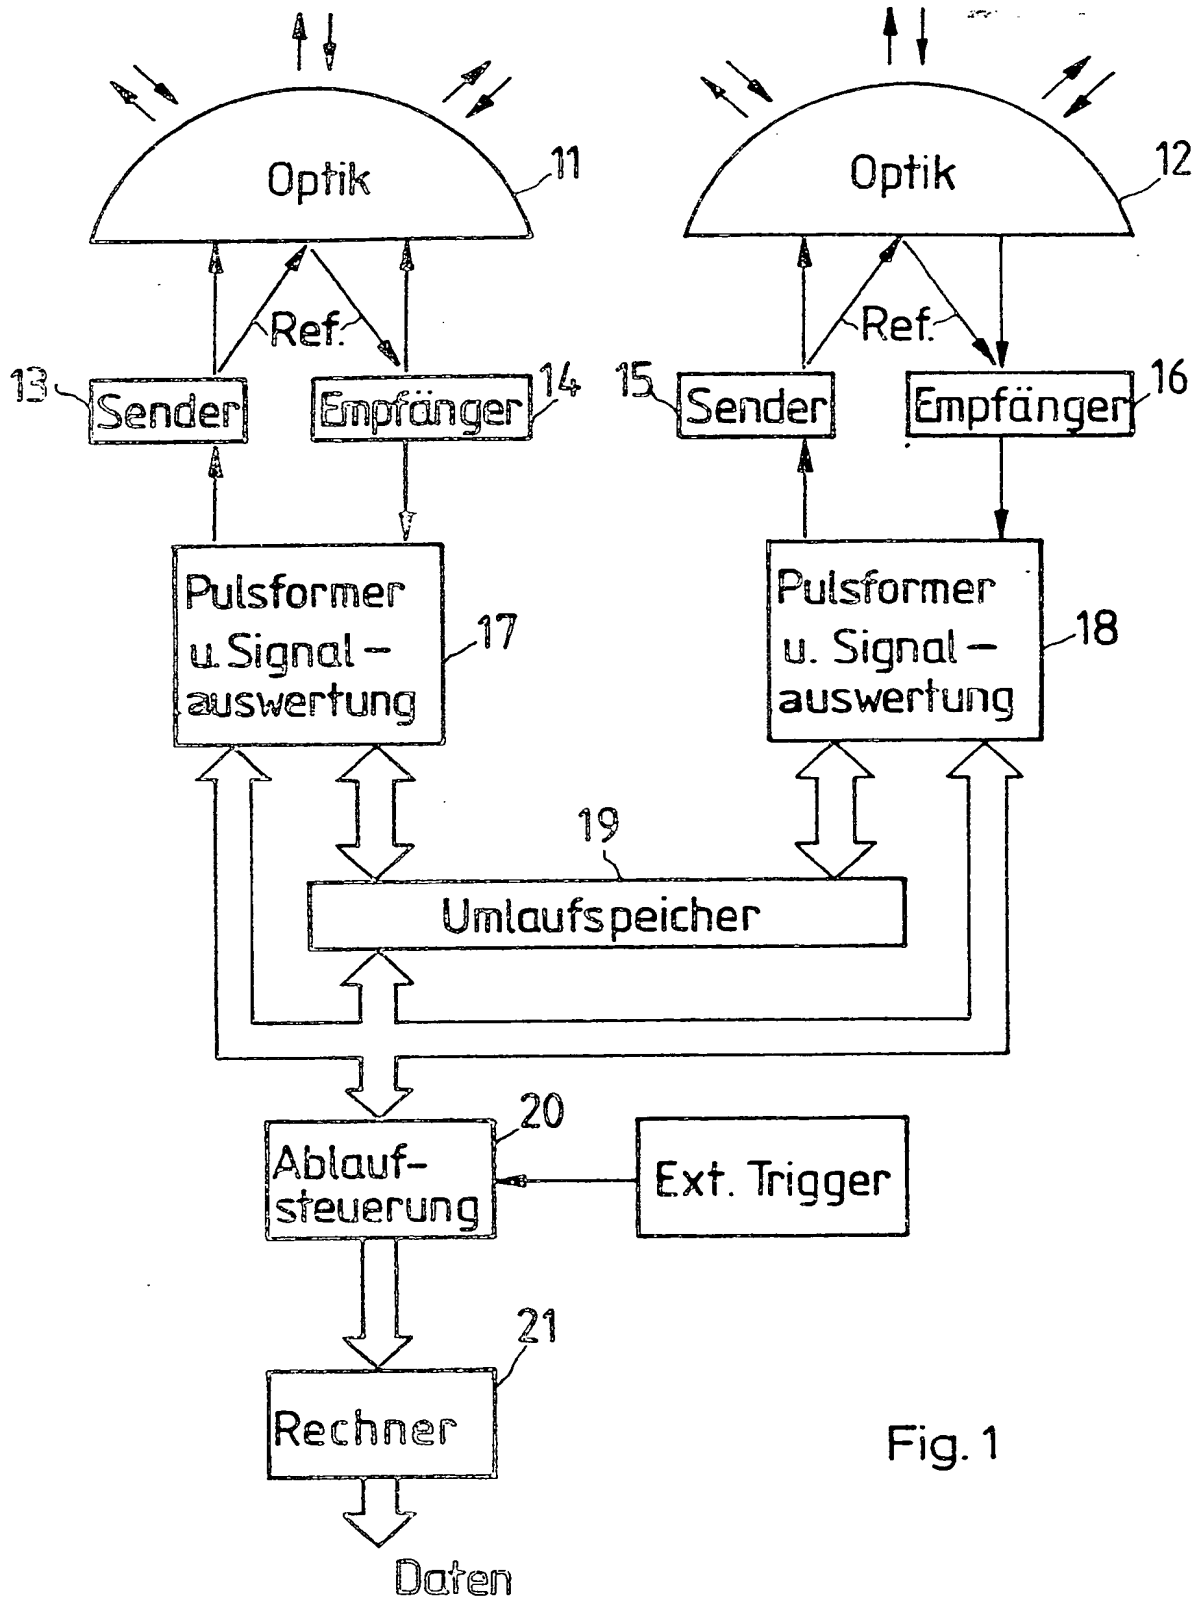 Optik
11
Optik
12
Ref.
Ref.
13
Sender
14
Empfänger
15
Sender
16
Empfänger
Pulsformer
u. Signal-
auswertung
17
Pulsformer
u. Signal-
auswertung
18
19
Umlaufspeicher
20
Ablauf-
steuerung
Ext. Trigger
21
Rechner
Fig. 1
Daten